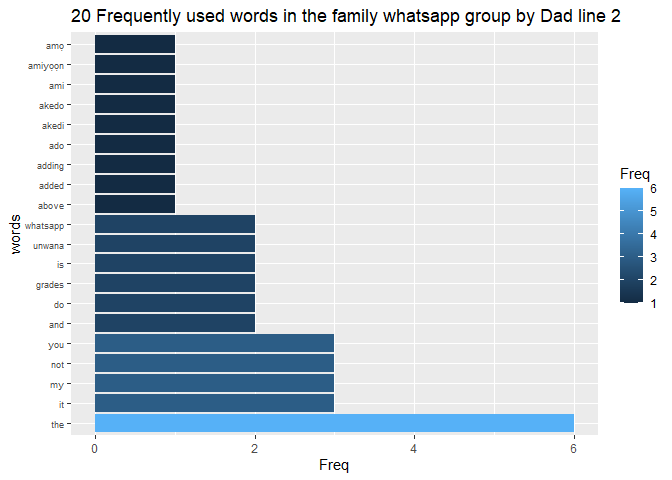 20 Frequently used words in the family whatsapp group by Dad line 2
words
amo
amiyoọn
ami
akedo
akedi
ado
adding
added
above
whatsapp
unwana
is
grades
do
and
you
not
my
it
the
0 2 4 6
Freq
Freq
6
5
4
3
2
1